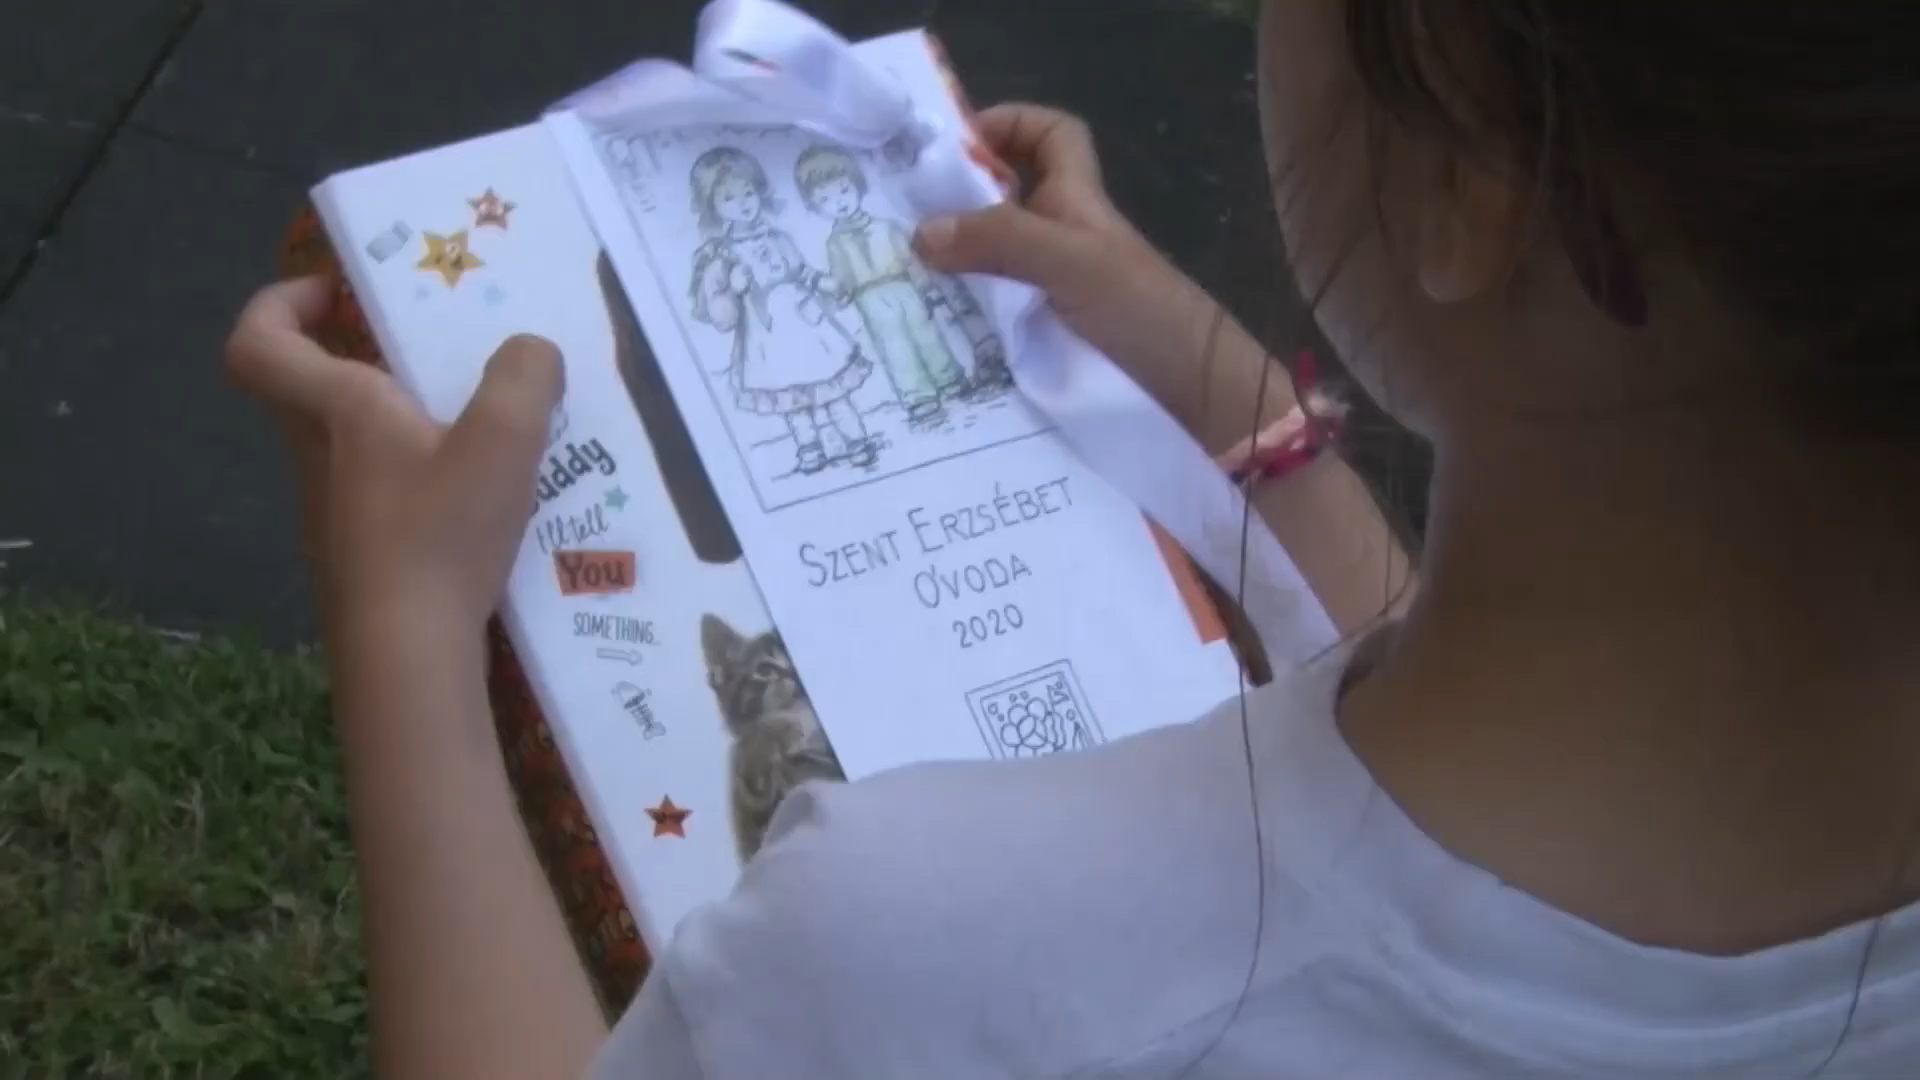 uddy
I'll tell
You
SOMETHING...
SZENT ERZSÉBET
ÓVODA
2020